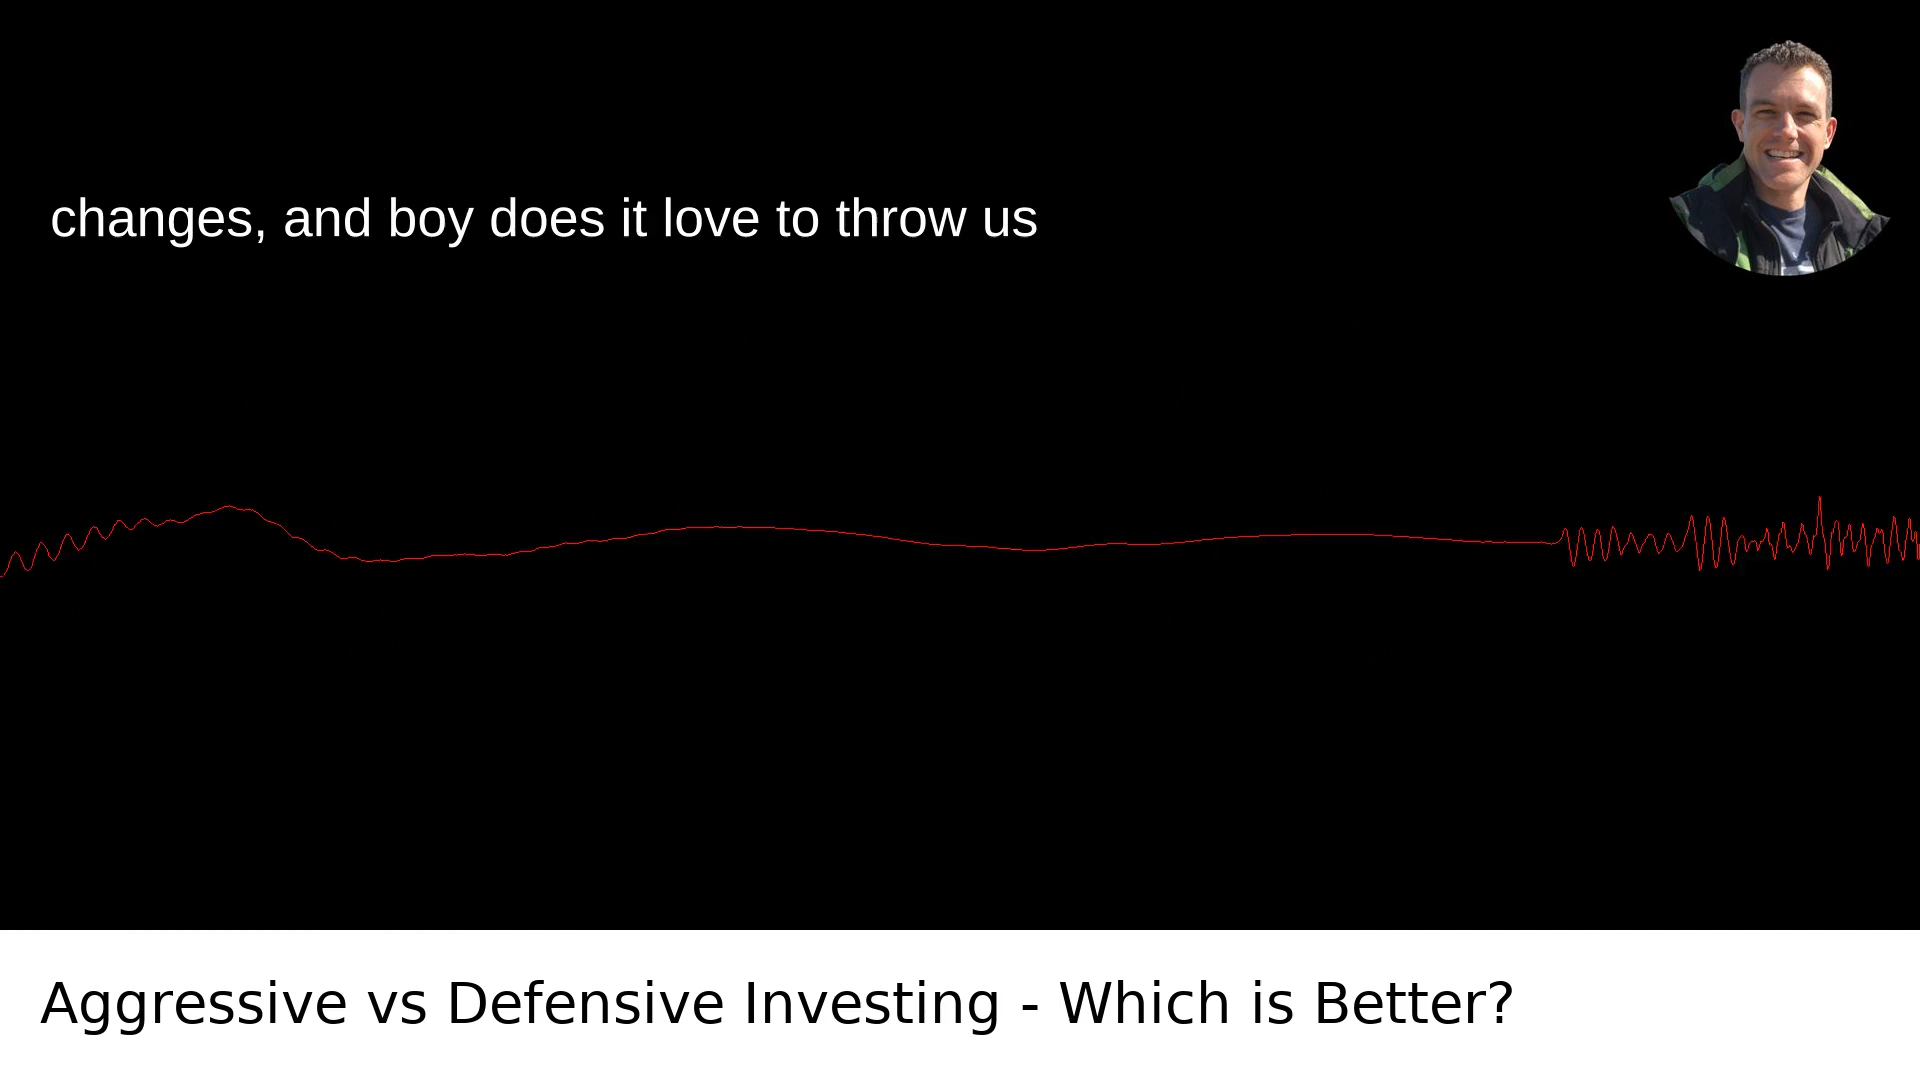 changes, and boy does it love to throw us
Aggressive vs Defensive Investing - Which is Better?